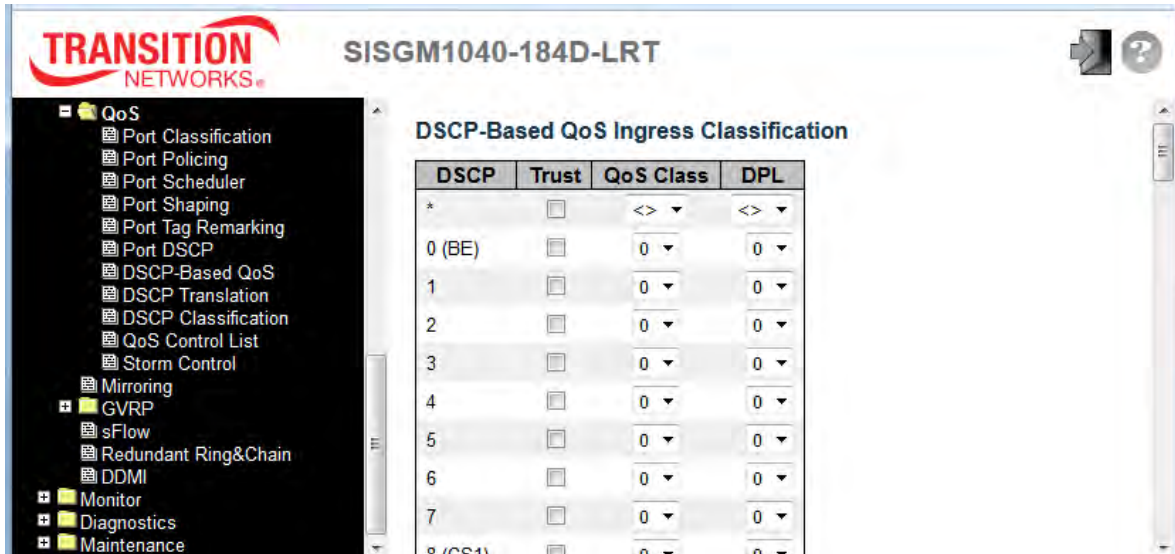 TRANSITION
NETWORKS®
SISGM1040-184D-LRT
?
QoS
Port Classification
Port Policing
Port Scheduler
Port Shaping
Port Tag Remarking
Port DSCP
DSCP-Based QoS
DSCP Translation
DSCP Classification
QoS Control List
Storm Control
Mirroring
GVRP
sFlow
Redundant Ring&Chain
DDMI
Monitor
Diagnostics
Maintenance
DSCP-Based QoS Ingress Classification
DSCP Trust QoS Class DPL
* <> <>
0 (BE) 0 0
1 0 0
2 0 0
3 0 0
4 0 0
5 0 0
6 0 0
7 0 0
8 (CS1) 0 0